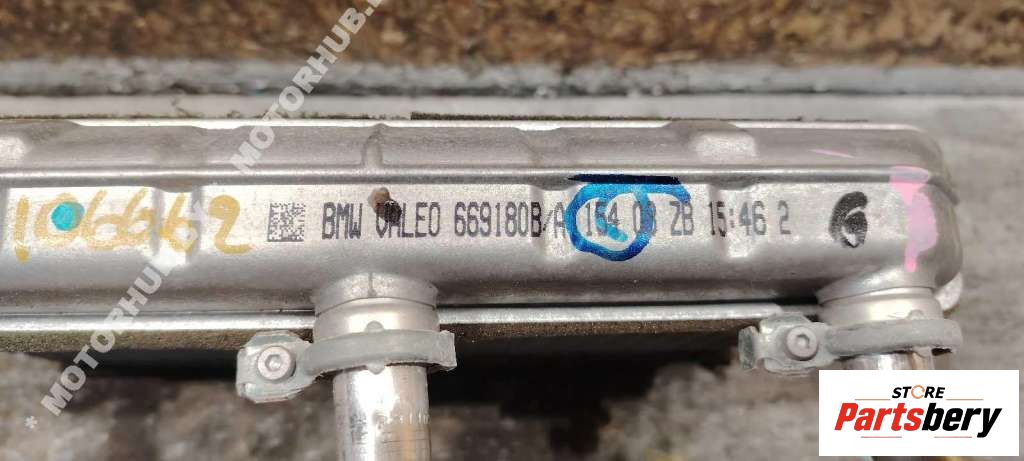 MOTORHUB.
* MOTORHUB
106662
BMW VALEO 669180B/A 154 08 ZB 15:46 2
6
STORE
Partsbery